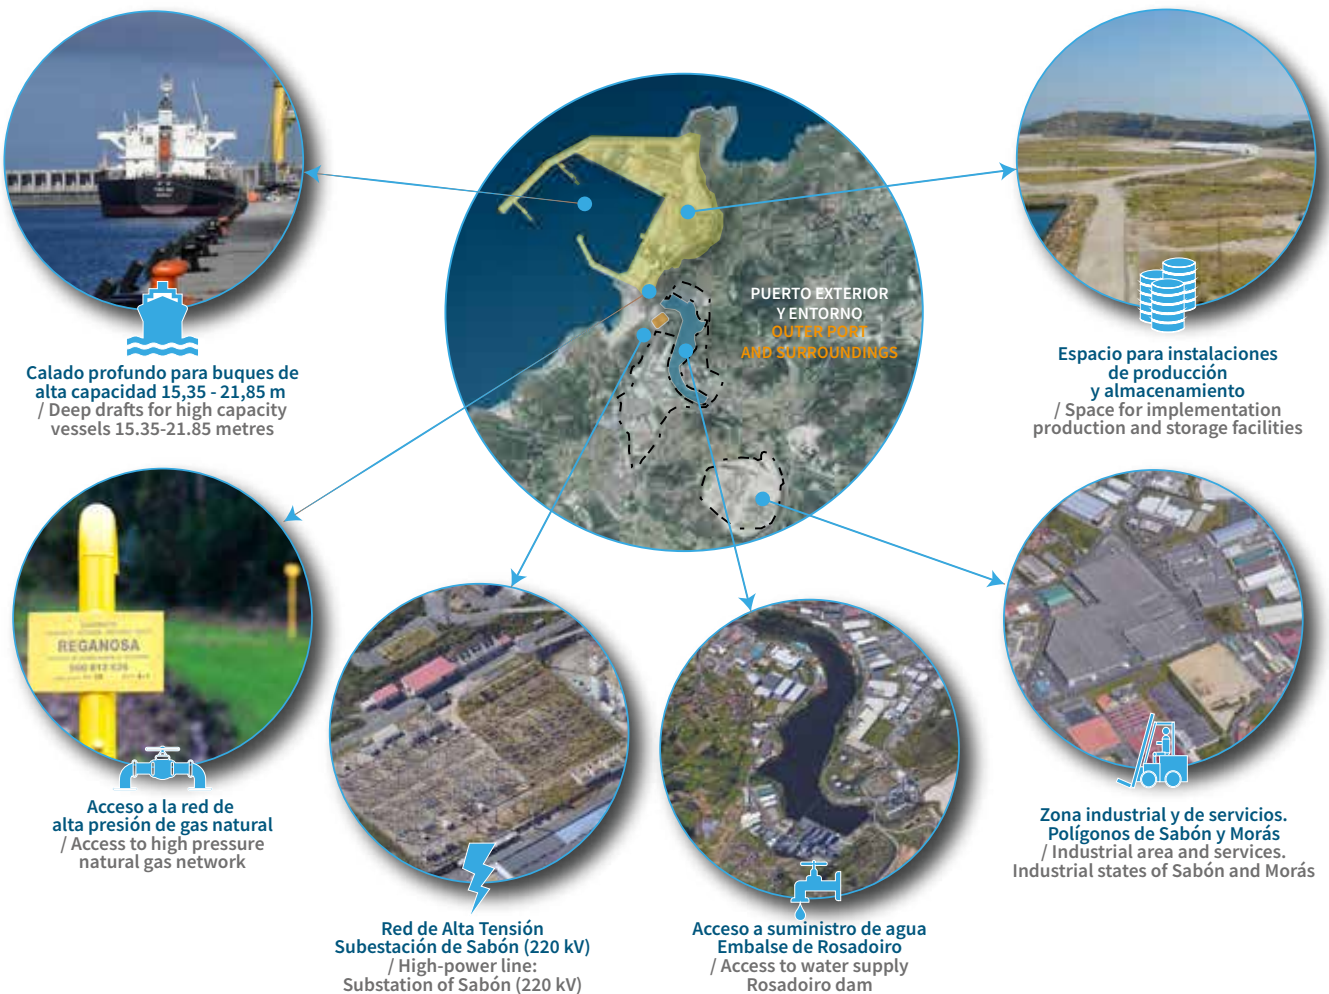 PUERTO EXTERIOR
Y ENTORNO
OUTER PORT
AND SURROUNDINGS
Calado profundo para buques de
alta capacidad 15,35 - 21,85 m
/ Deep drafts for high capacity
vessels 15.35-21.85 metres
Espacio para instalaciones
de producción
y almacenamiento
/ Space for implementation
production and storage facilities
REGANOSA
Acceso a la red de
alta presión de gas natural
/ Access to high pressure
natural gas network
Red de Alta Tensión
Subestación de Sabón (220 kV)
/ High-power line:
Substation of Sabón (220 kV)
Acceso a suministro de agua
Embalse de Rosadoiro
/ Access to water supply
Rosadoiro dam
Zona industrial y de servicios.
Polígonos de Sabón y Morás
/ Industrial area and services.
Industrial states of Sabón and Morás